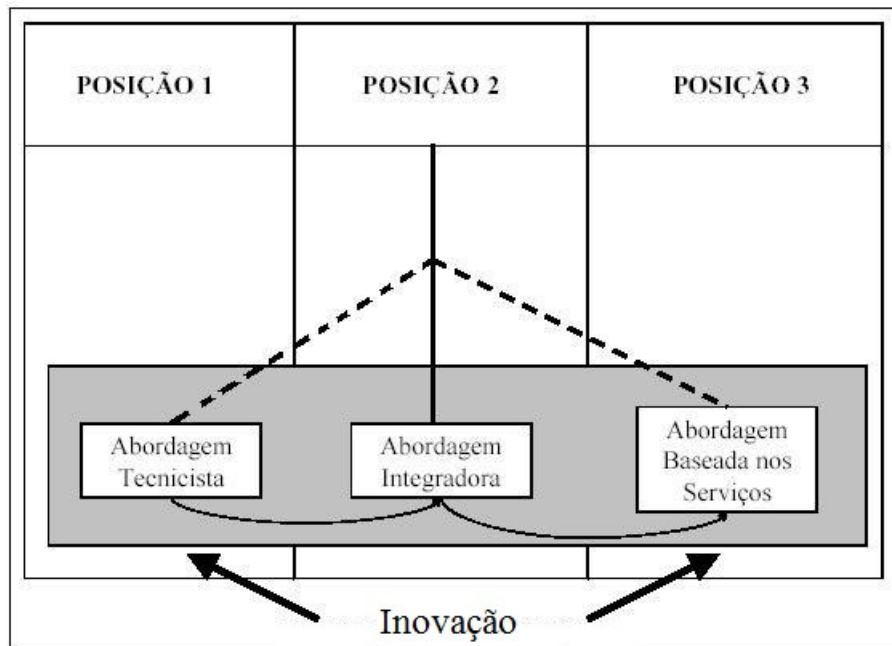 POSIÇÃO 1
POSIÇÃO 2
POSIÇÃO 3
Abordagem
Tecnicista
Abordagem
Integradora
Abordagem
Baseada nos
Serviços
Inovação